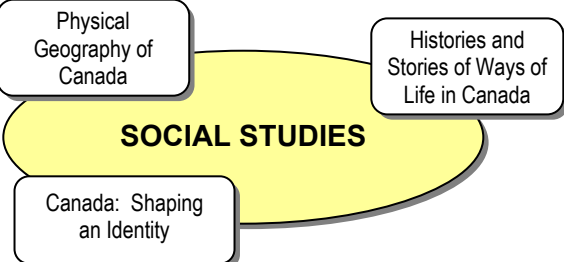 Physical
Geography of
Canada
Histories and
Stories of Ways of
Life in Canada
SOCIAL STUDIES
Canada: Shaping
an Identity